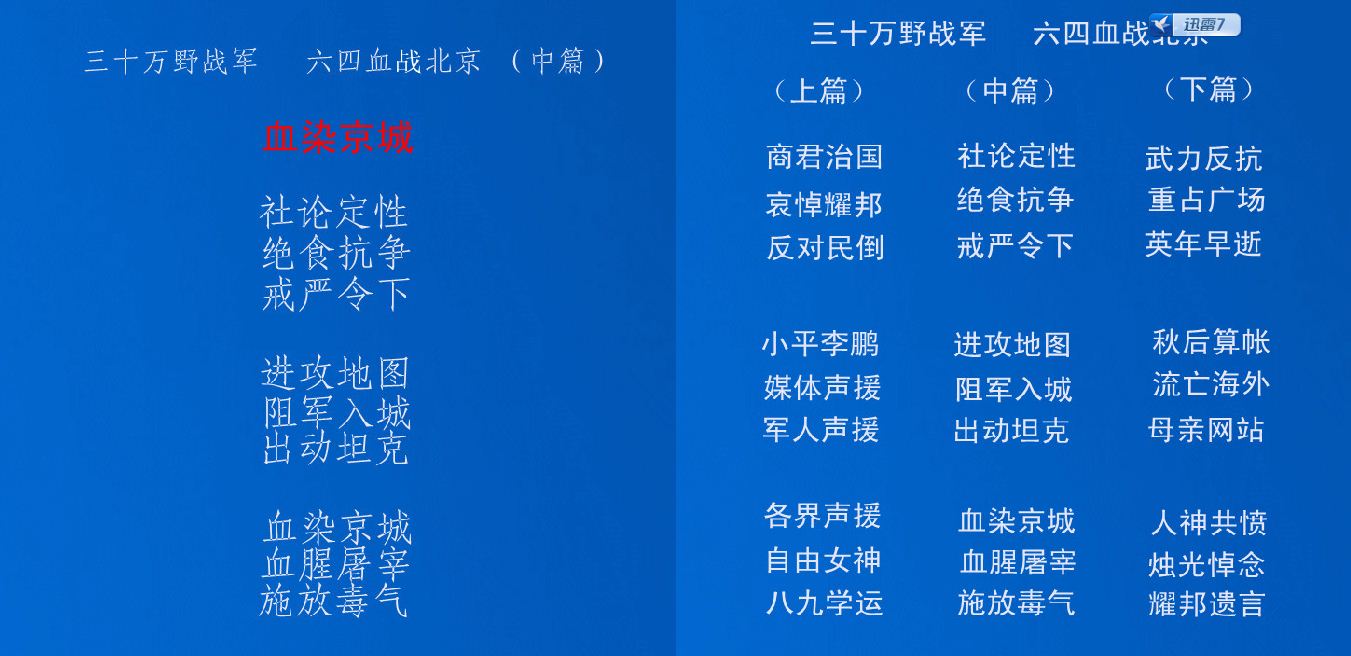 三十万野战军 六四血战北京 （中篇）
血染京城
社论定性
绝食抗争
戒严令下
进攻地图
阻军入城
出动坦克
血染京城
血腥屠宰
施放毒气
三十万野战军 六四血战北京
迅雷7
（上篇） （中篇） （下篇）
商君治国 社论定性 武力反抗
哀悼耀邦 绝食抗争 重占广场
反对民倒 戒严令下 英年早逝
小平李鹏 进攻地图 秋后算帐
媒体声援 阻军入城 流亡海外
军人声援 出动坦克 母亲网站
各界声援 血染京城 人神共愤
自由女神 血腥屠宰 烛光悼念
八九学运 施放毒气 耀邦遗言